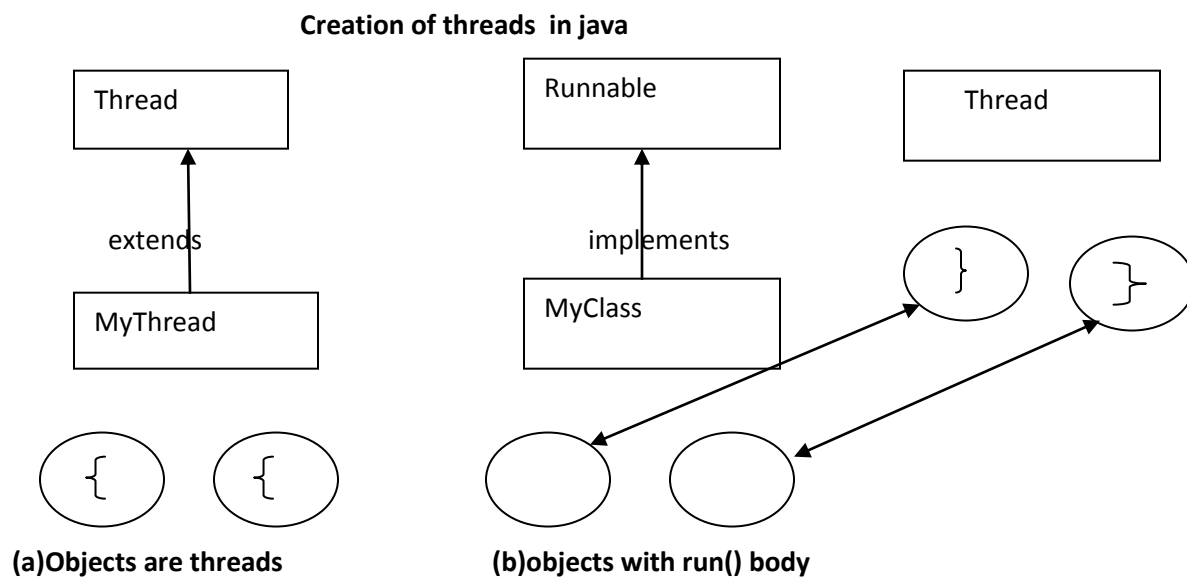 Creation of threads in java
Thread
Runnable
Thread
extends
implements
MyThread
MyClass
}
}
{
{
(a)Objects are threads
(b)objects with run() body